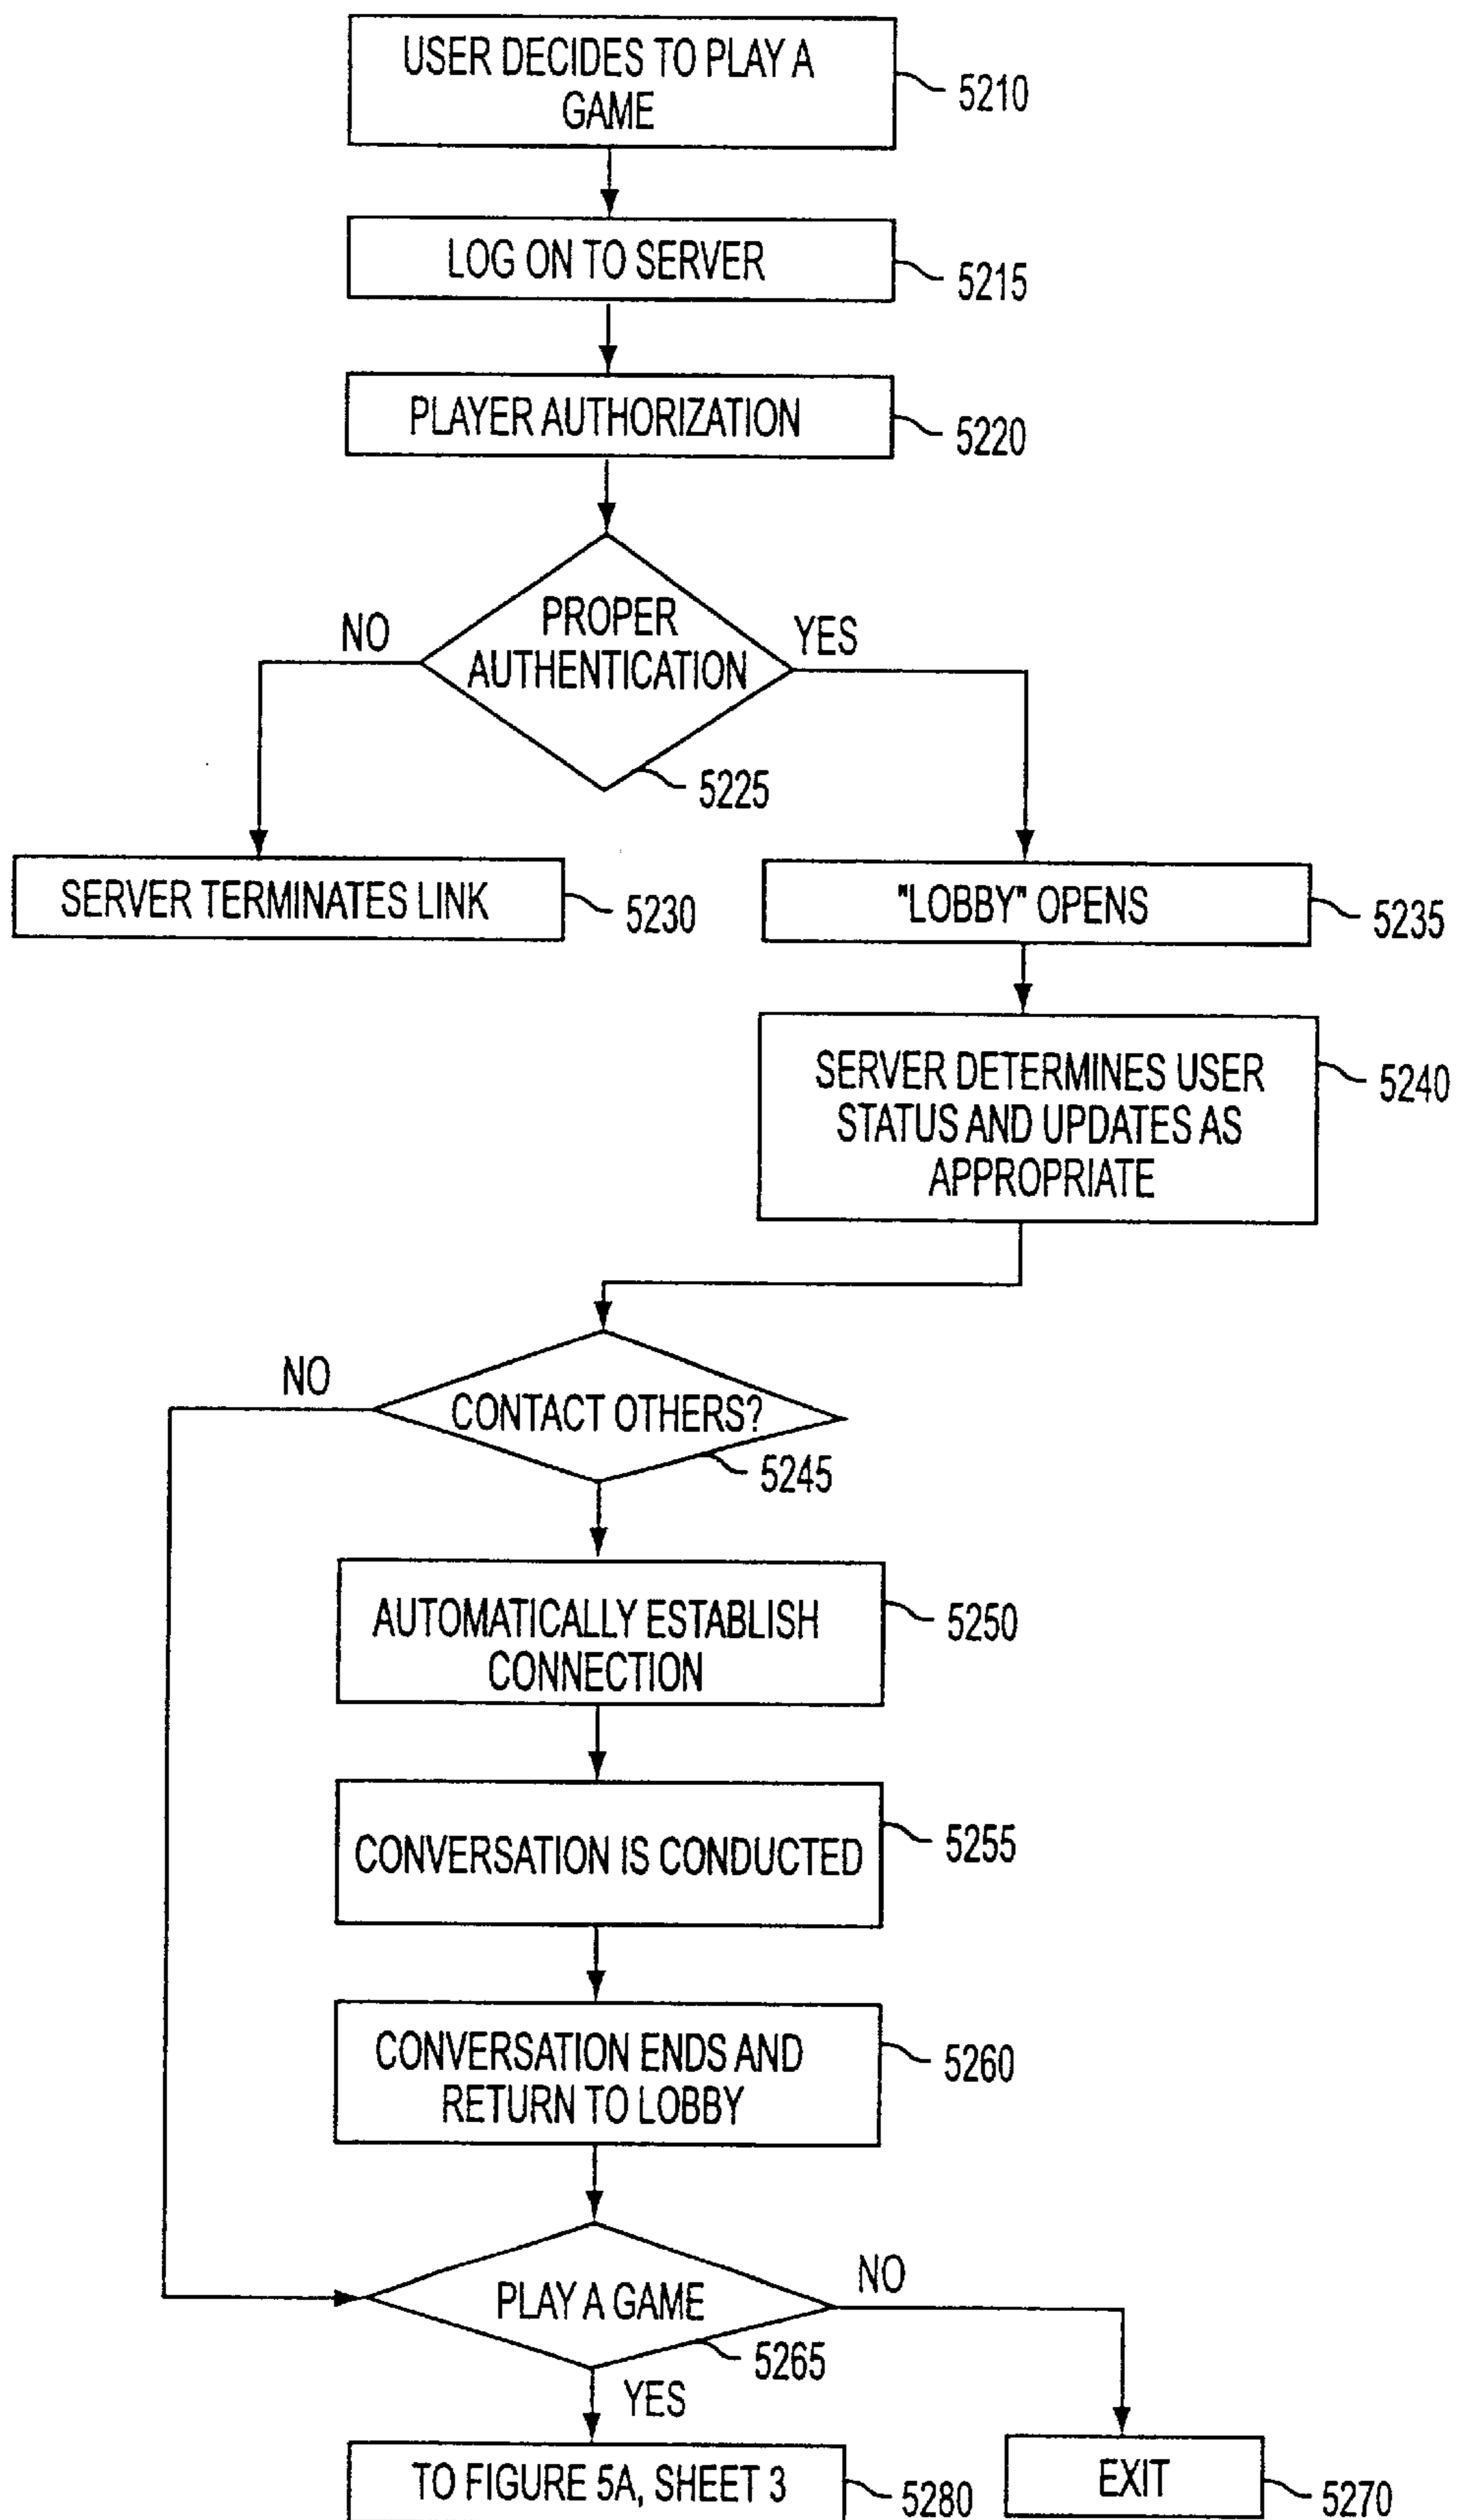 USER DECIDES TO PLAY A
GAME
5210
LOG ON TO SERVER
5215
PLAYER AUTHORIZATION
5220
NO
PROPER
AUTHENTICATION
YES
5225
SERVER TERMINATES LINK
5230
"LOBBY" OPENS
5235
SERVER DETERMINES USER
STATUS AND UPDATES AS
APPROPRIATE
5240
NO
CONTACT OTHERS?
5245
AUTOMATICALLY ESTABLISH
CONNECTION
5250
CONVERSATION IS CONDUCTED
5255
CONVERSATION ENDS AND
RETURN TO LOBBY
5260
PLAY A GAME
NO
5265
YES
TO FIGURE 5A, SHEET 3
5280
EXIT
5270